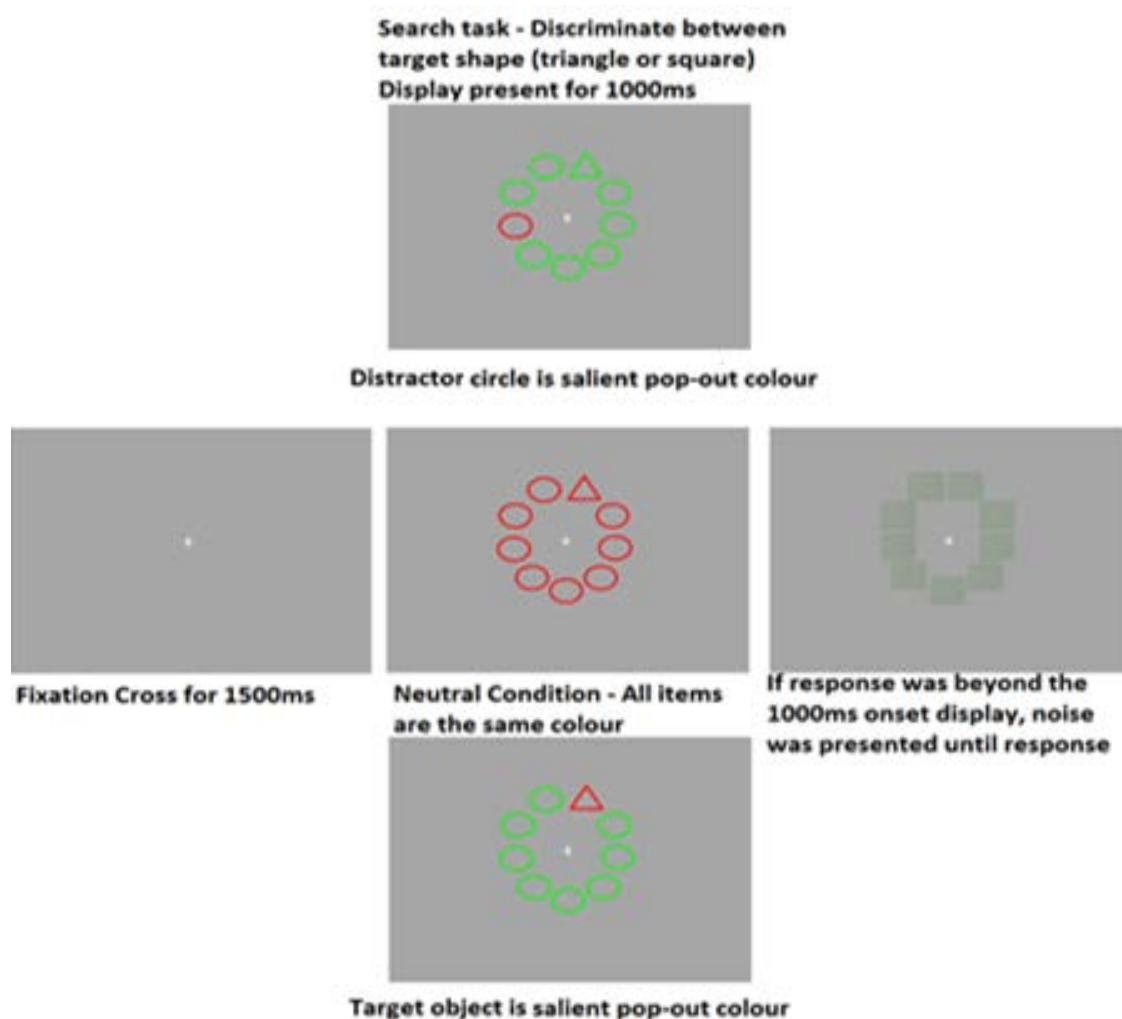 Search task - Discriminate between
target shape (triangle or square)
Display present for 1000ms
Distractor circle is salient pop-out colour
Fixation Cross for 1500ms
Neutral Condition - All items
are the same colour
If response was beyond the
1000ms onset display, noise
was presented until response
Target object is salient pop-out colour